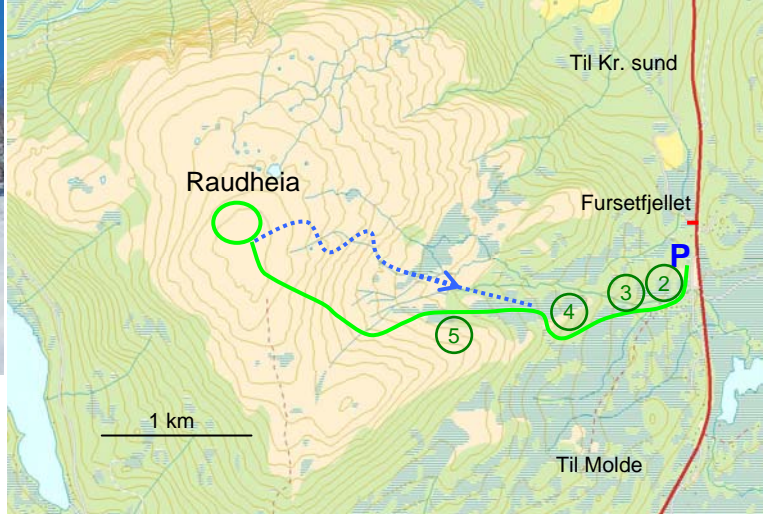 Til Kr. sund
Raudheia
Fursetfjellet
P
2
3
4
5
1 km
Til Molde